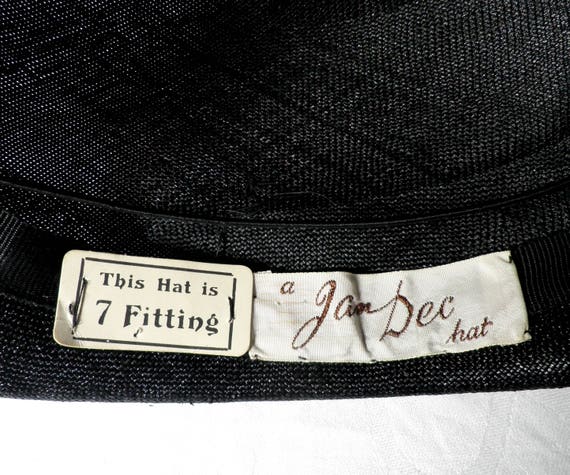 This Hat is
7 Fitting
a
Jan Dec
hat